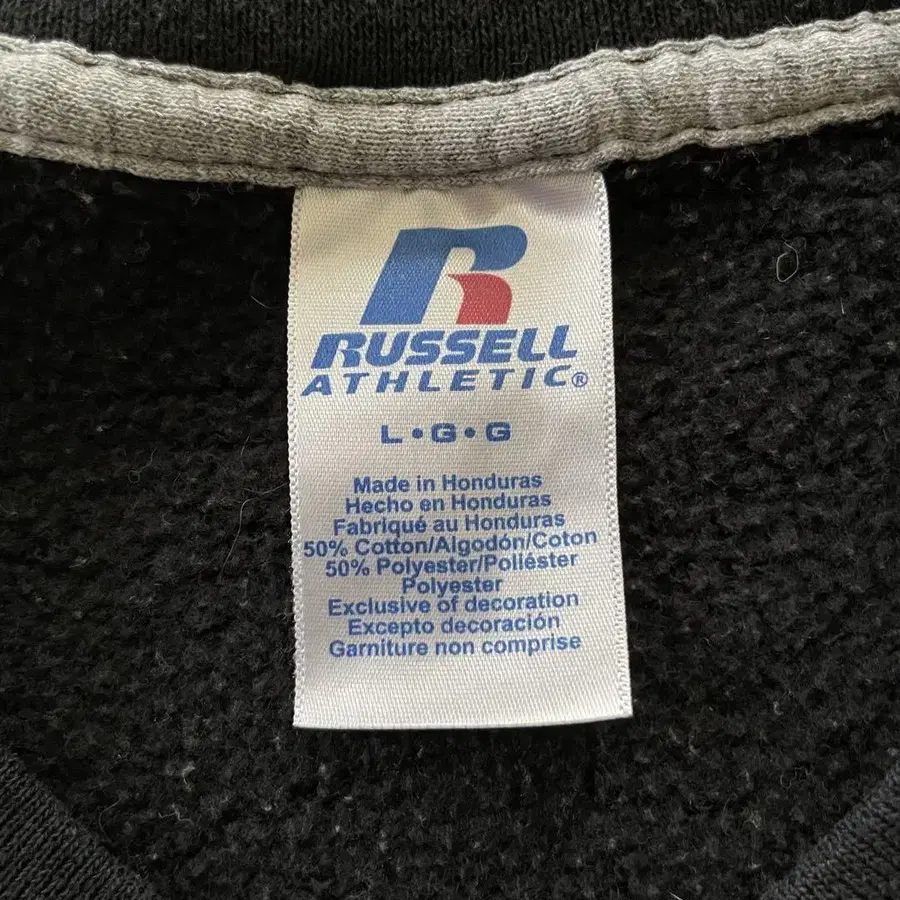 R
RUSSELL
ATHLETIC®
L•G•G
Made in Honduras
Hecho en Honduras
Fabriqué au Honduras
50% Cotton/Algodón/Coton
50% Polyester/Poliéster
Polyester
Exclusive of decoration
Excepto decoración
Garniture non comprise